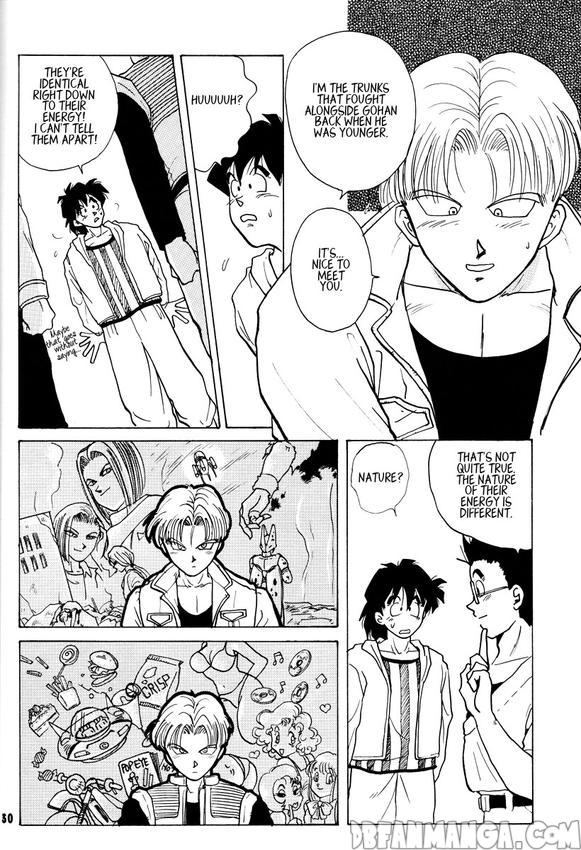 I'M THE TRUNKS
THAT FOUGHT
ALONGSIDE GOHAN
BACK WHEN HE
WAS YOUNGER.
IT'S...
NICE TO
MEET
YOU.
HUUUUUH?
THEY'RE
IDENTICAL
RIGHT DOWN
TO THEIR
ENERGY!
I CAN'T TELL
THEM APART!
Maybe
that goes
without
saying...
THAT'S NOT
QUITE TRUE.
THE NATURE
OF THEIR
ENERGY IS
DIFFERENT.
NATURE?
CRISP
POPEYE
30
DBFANMANGA.COM